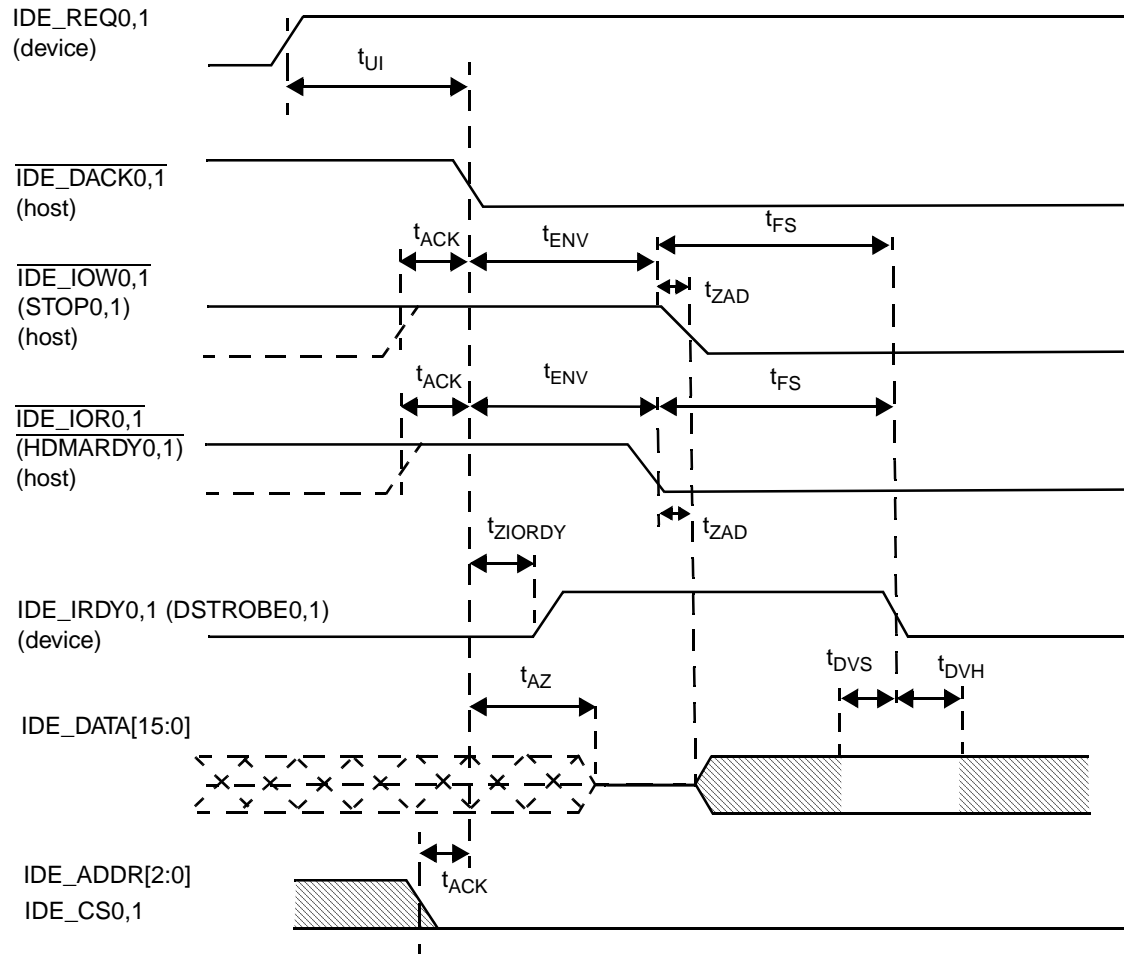 IDE_REQ0,1
(device)
tUI
IDE_DACK0,1
(host)
tACK
tENV
tFS
IDE_IOW0,1
(STOP0,1)
(host)
tZAD
tACK
tENV
tFS
IDE_IOR0,1
(HDMARDY0,1)
(host)
tZIORDY
tZAD
IDE_IRDY0,1 (DSTROBE0,1)
(device)
tDVS
tDVH
tAZ
IDE_DATA[15:0]
IDE_ADDR[2:0]
tACK
IDE_CS0,1